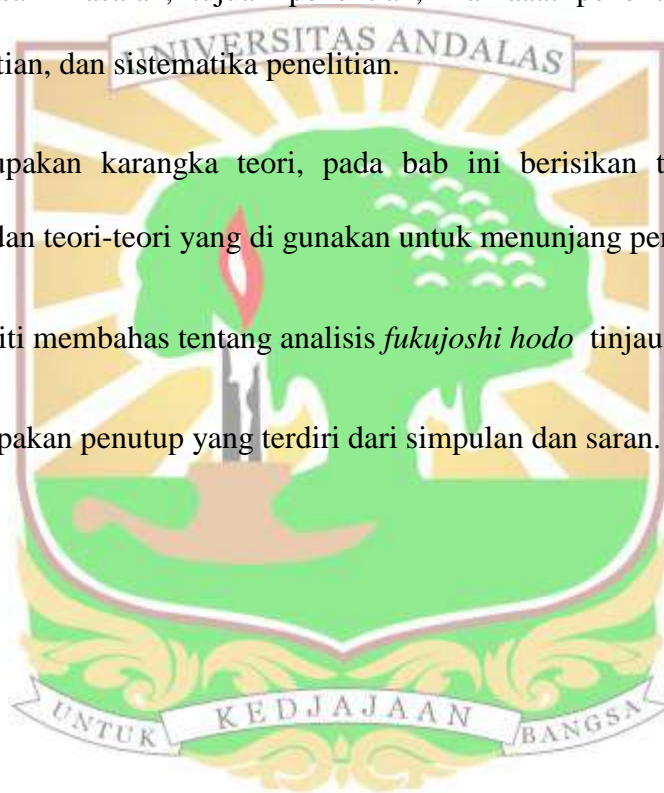 UNIVERSITAS ANDALAS
tian, dan sistematika penelitian.
upakan karangka teori, pada bab ini berisikan t
dan teori-teori yang di gunakan untuk menunjang per
iti membahas tentang analisis fukujoshi hodo tinjau
pakan penutup yang terdiri dari simpulan dan saran.
UNTUK KEDJAJAAN BANGSA